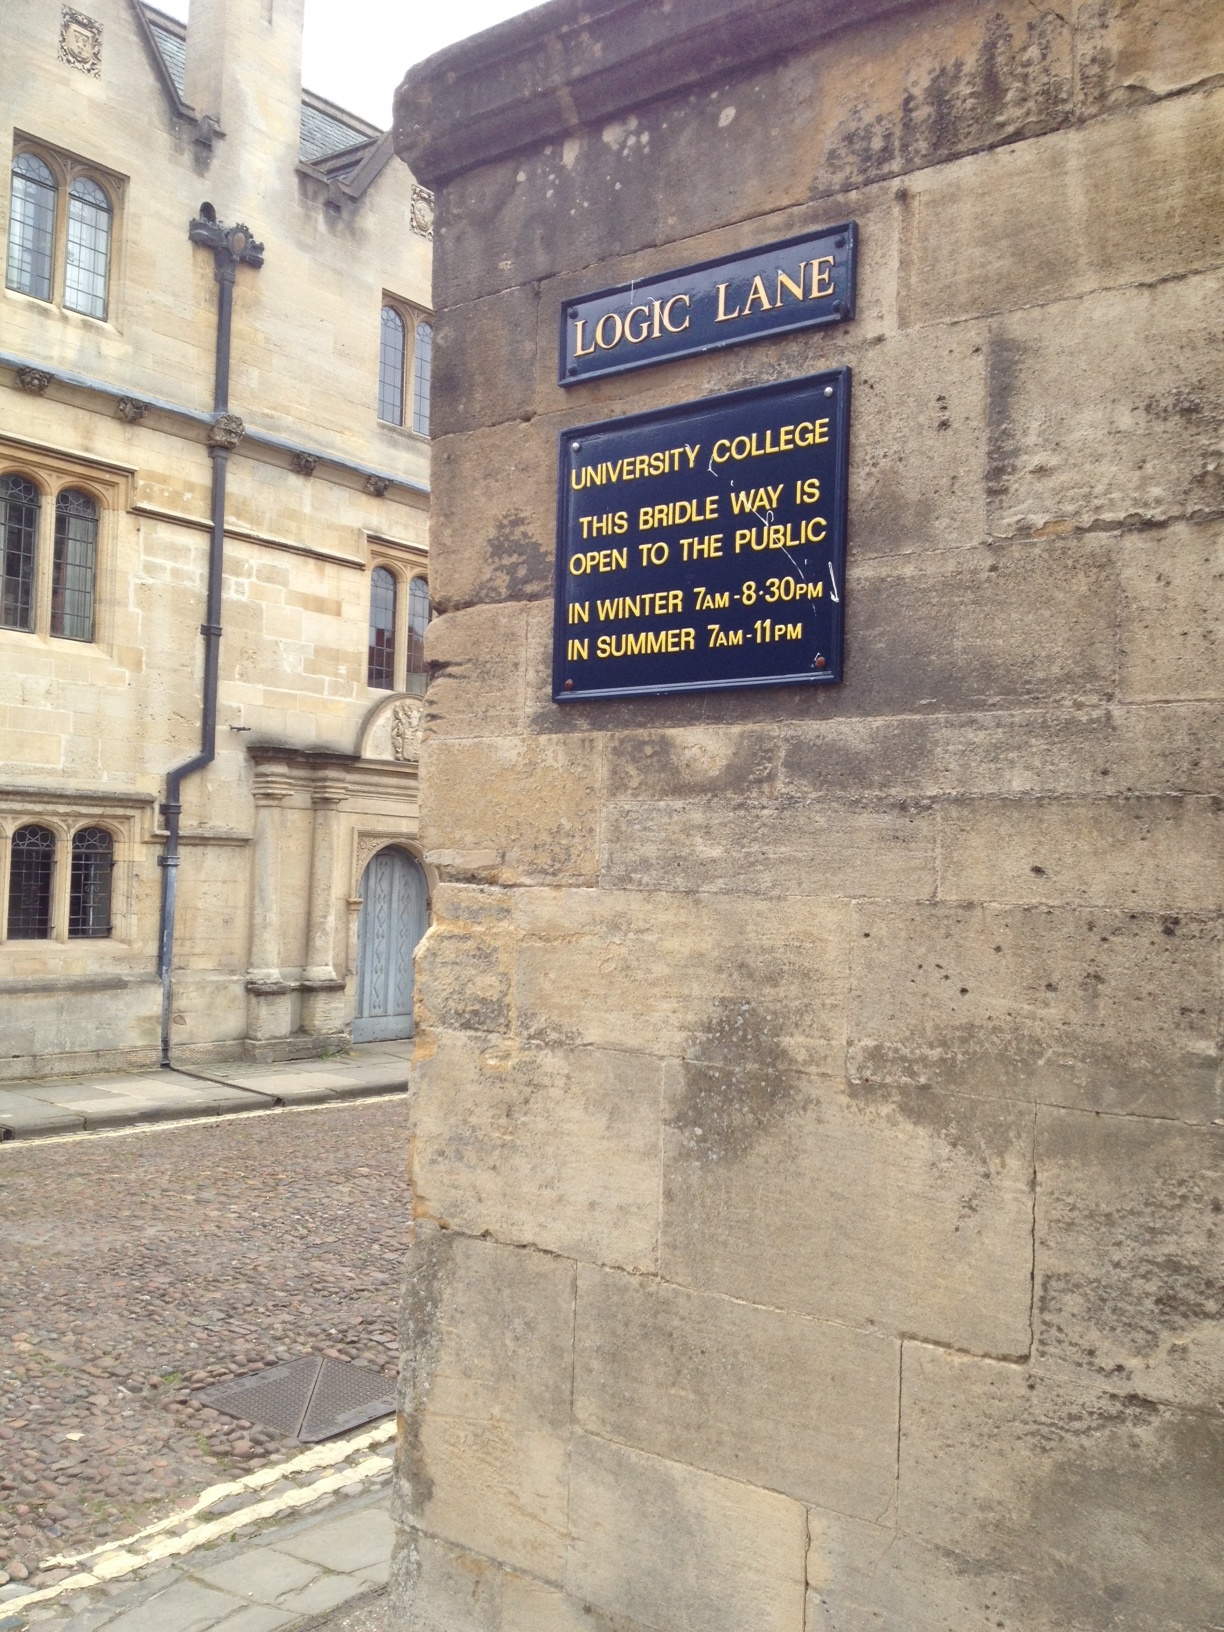 LOGIC LANE
UNIVERSITY COLLEGE
THIS BRIDLE WAY IS
OPEN TO THE PUBLIC
IN WINTER 7AM-8·30PM
IN SUMMER 7AM-11PM